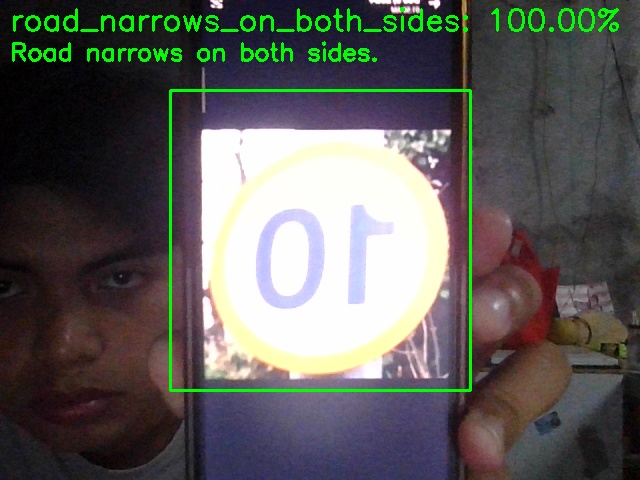 road_narrows_on_both_sides: 100.00%
Road narrows on both sides.
10